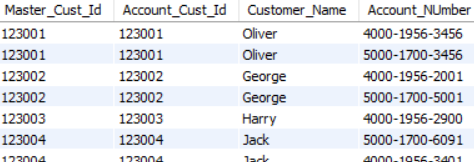 Master_Cust_Id Account_Cust_Id Customer_Name Account_NUmber
123001 123001 Oliver 4000-1956-3456
123001 123001 Oliver 5000-1700-3456
123002 123002 George 4000-1956-2001
123002 123002 George 5000-1700-5001
123003 123003 Harry 4000-1956-2900
123004 123004 Jack 5000-1700-6091
123004 123004 Jack 4000-1956-3401